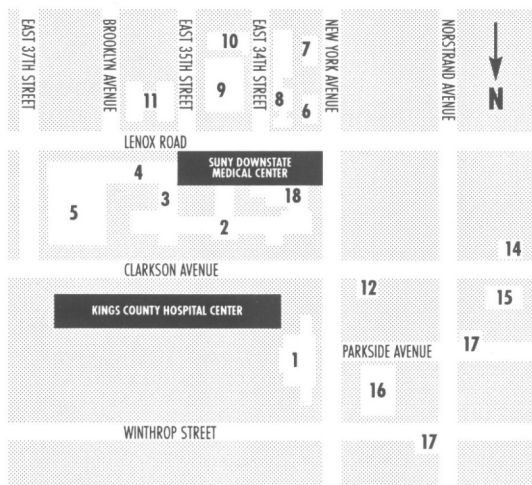 EAST 37TH STREET
BROOKLYN AVENUE
EAST 35TH STREET
EAST 34TH STREET
NEW YORK AVENUE
NORSTRAND AVENUE
N
10
7
9
11
8
6
LENOX ROAD
SUNY DOWNSTATE
MEDICAL CENTER
4
18
3
5
2
14
CLARKSON AVENUE
12
15
KINGS COUNTY HOSPITAL CENTER
17
PARKSIDE AVENUE
1
16
WINTHROP STREET
17